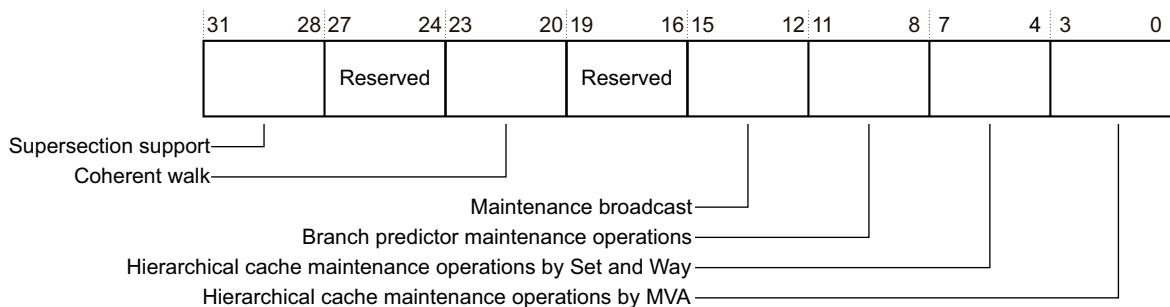 31 28 27 24 23 20 19 16 15 12 11 8 7 4 3 0
Reserved Reserved
Supersection support
Coherent walk
Maintenance broadcast
Branch predictor maintenance operations
Hierarchical cache maintenance operations by Set and Way
Hierarchical cache maintenance operations by MVA